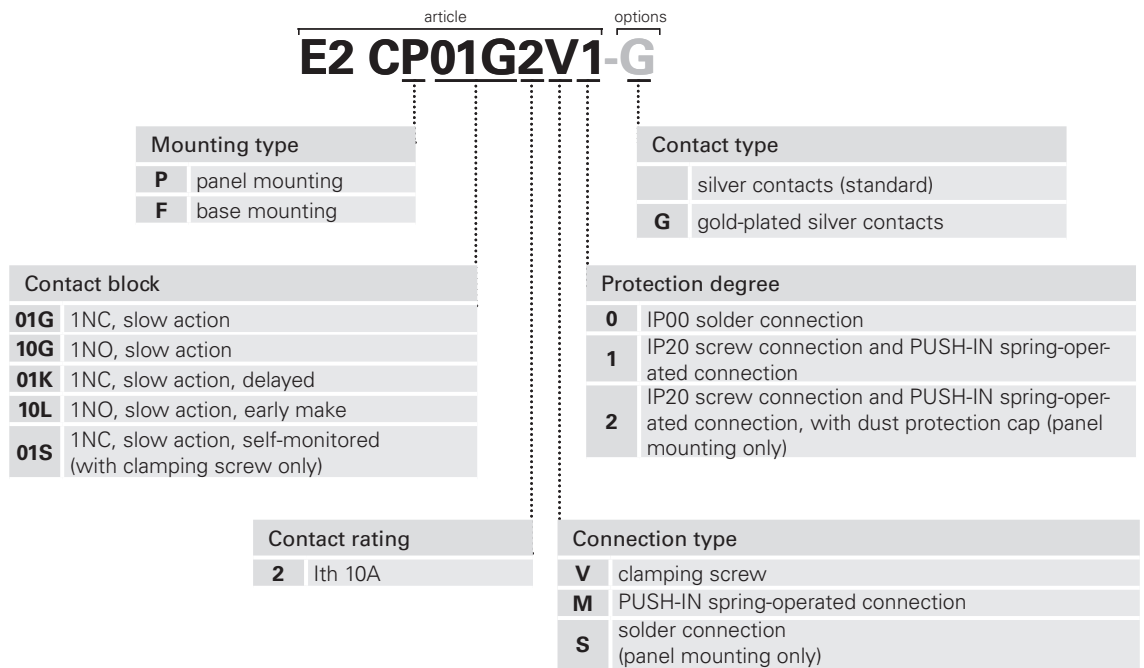 article options
E2 CP01G2V1-G
Mounting type
P panel mounting
F base mounting
Contact type
silver contacts (standard)
G gold-plated silver contacts
Contact block
01G 1NC, slow action
10G 1NO, slow action
01K 1NC, slow action, delayed
10L 1NO, slow action, early make
01S 1NC, slow action, self-monitored
(with clamping screw only)
Protection degree
0 IP00 solder connection
1 IP20 screw connection and PUSH-IN spring-oper-
ated connection
2 IP20 screw connection and PUSH-IN spring-oper-
ated connection, with dust protection cap (panel
mounting only)
Contact rating
2 Ith 10A
Connection type
V clamping screw
M PUSH-IN spring-operated connection
S solder connection
(panel mounting only)